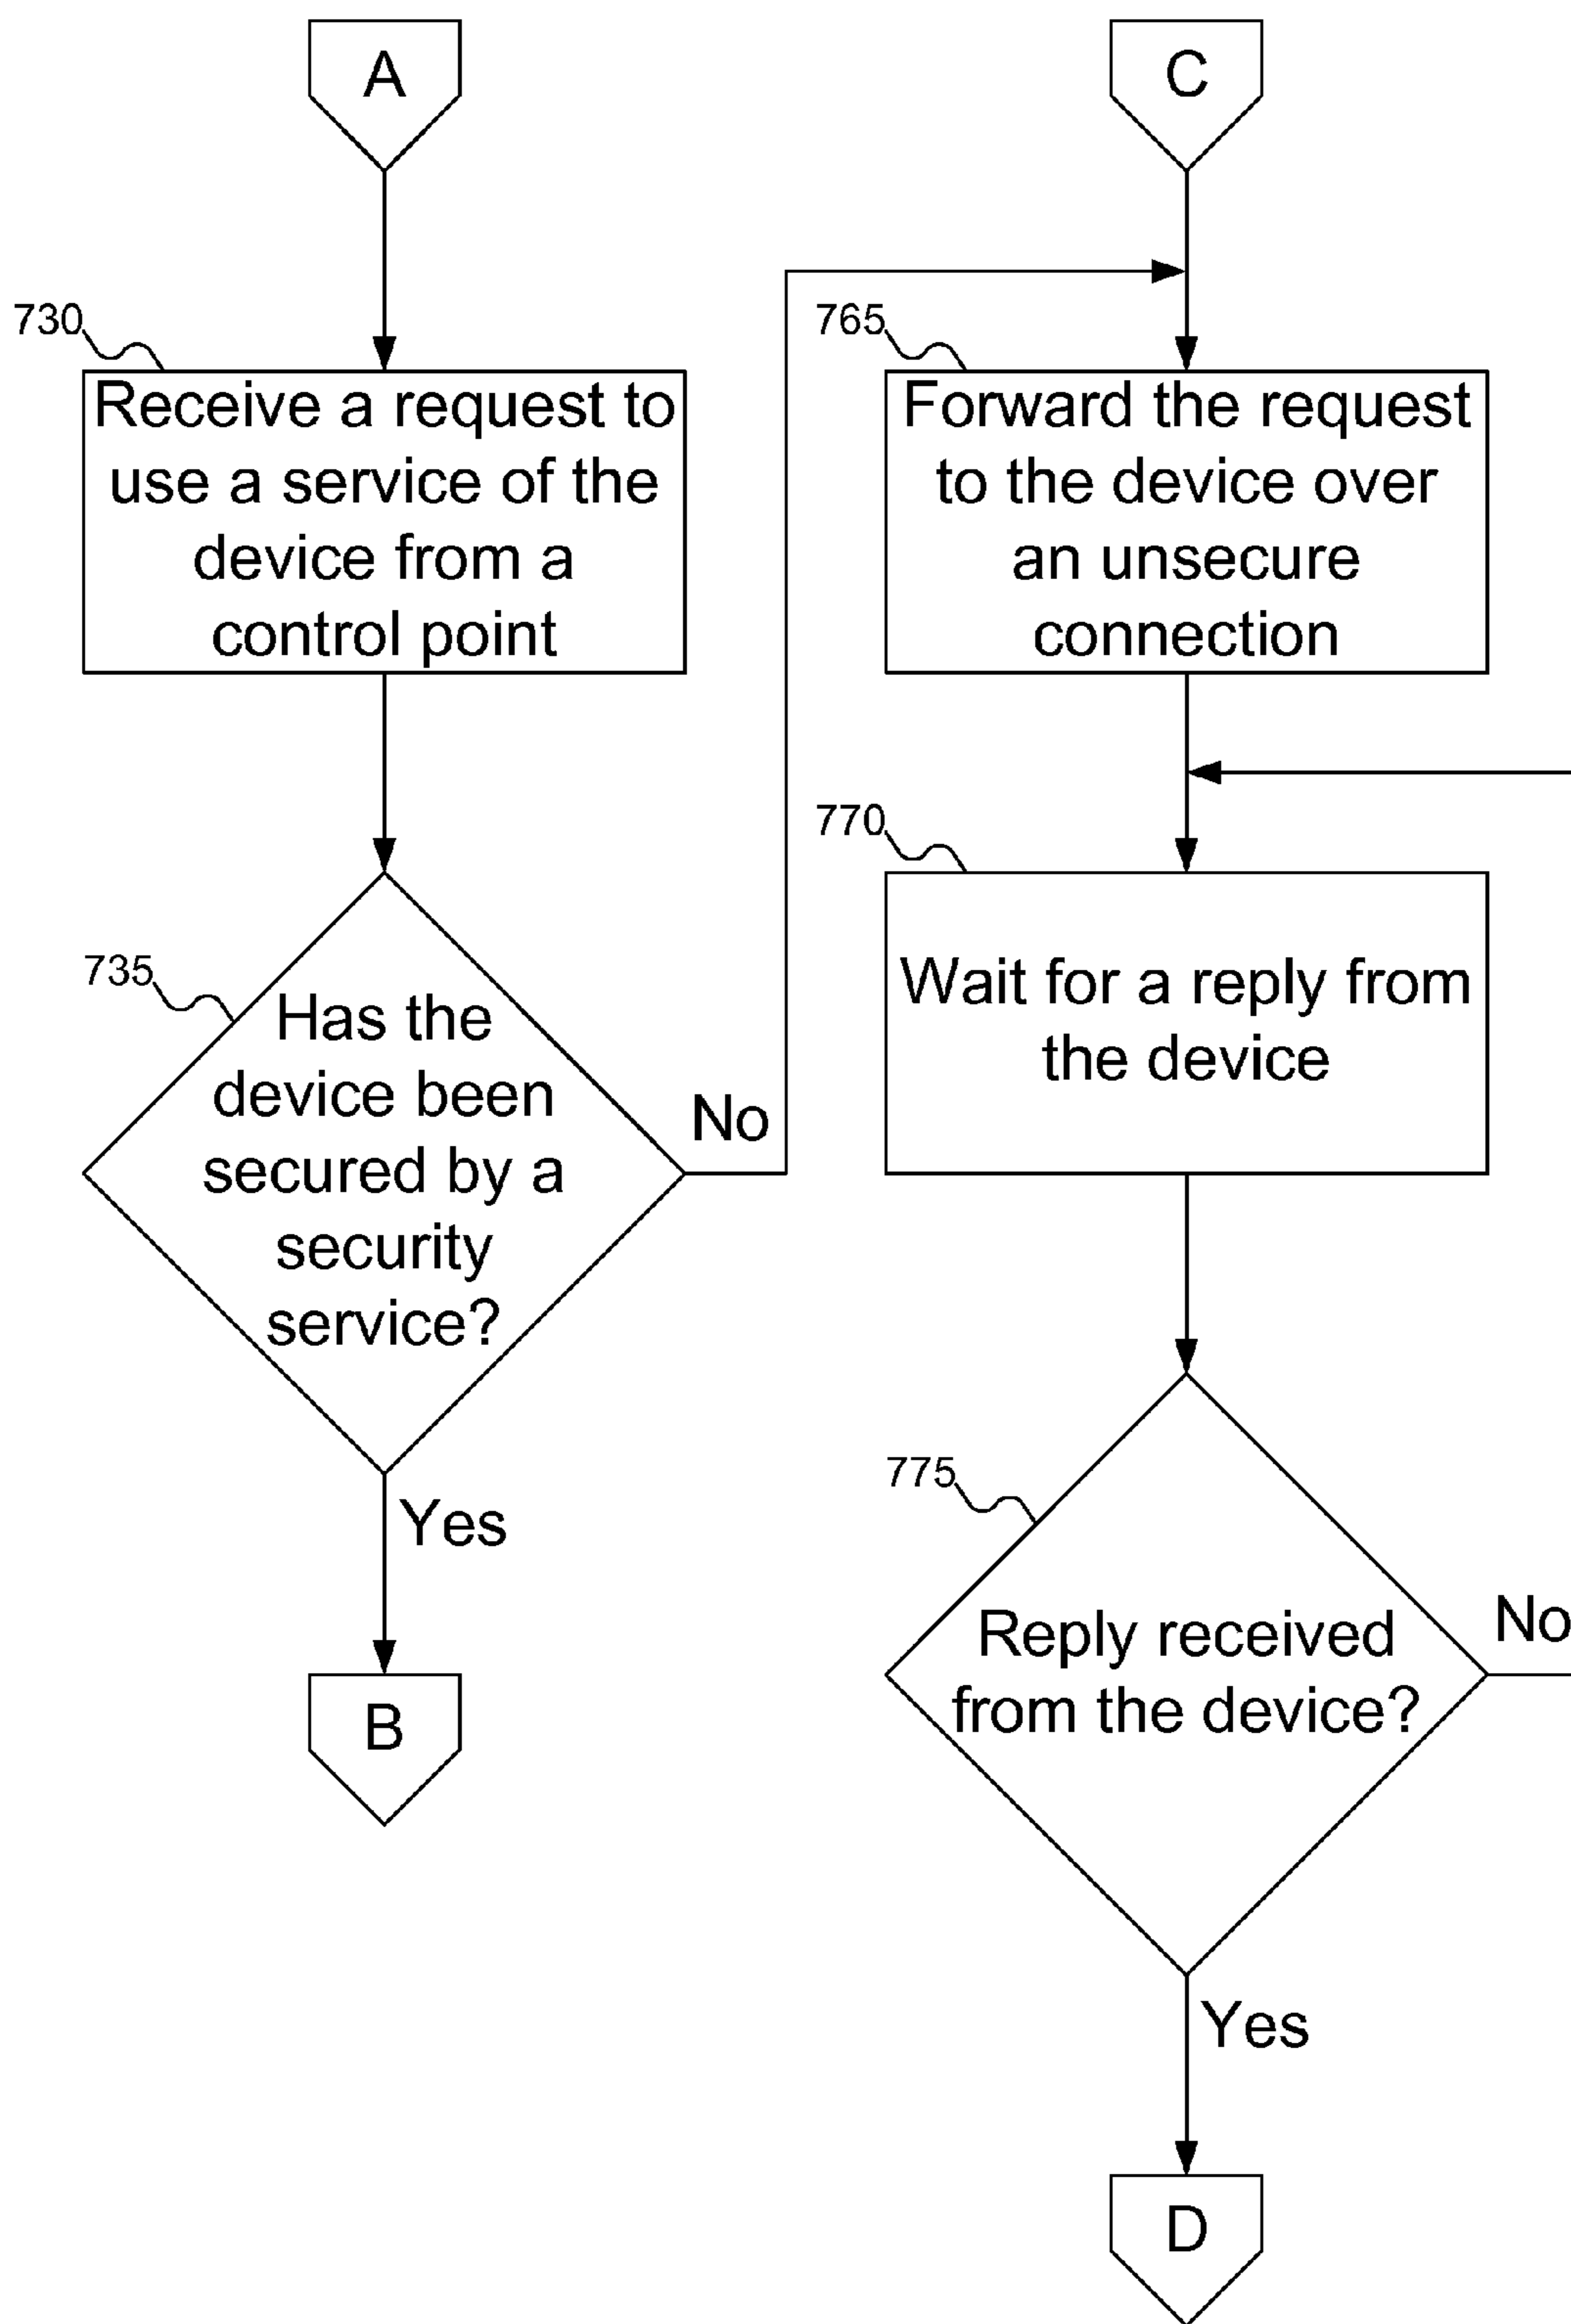 A
730
Receive a request to
use a service of the
device from a
control point
735
Has the
device been
secured by a
security
service?
No
Yes
B
C
765
Forward the request
to the device over
an unsecure
connection
770
Wait for a reply from
the device
775
Reply received
from the device?
No
Yes
D